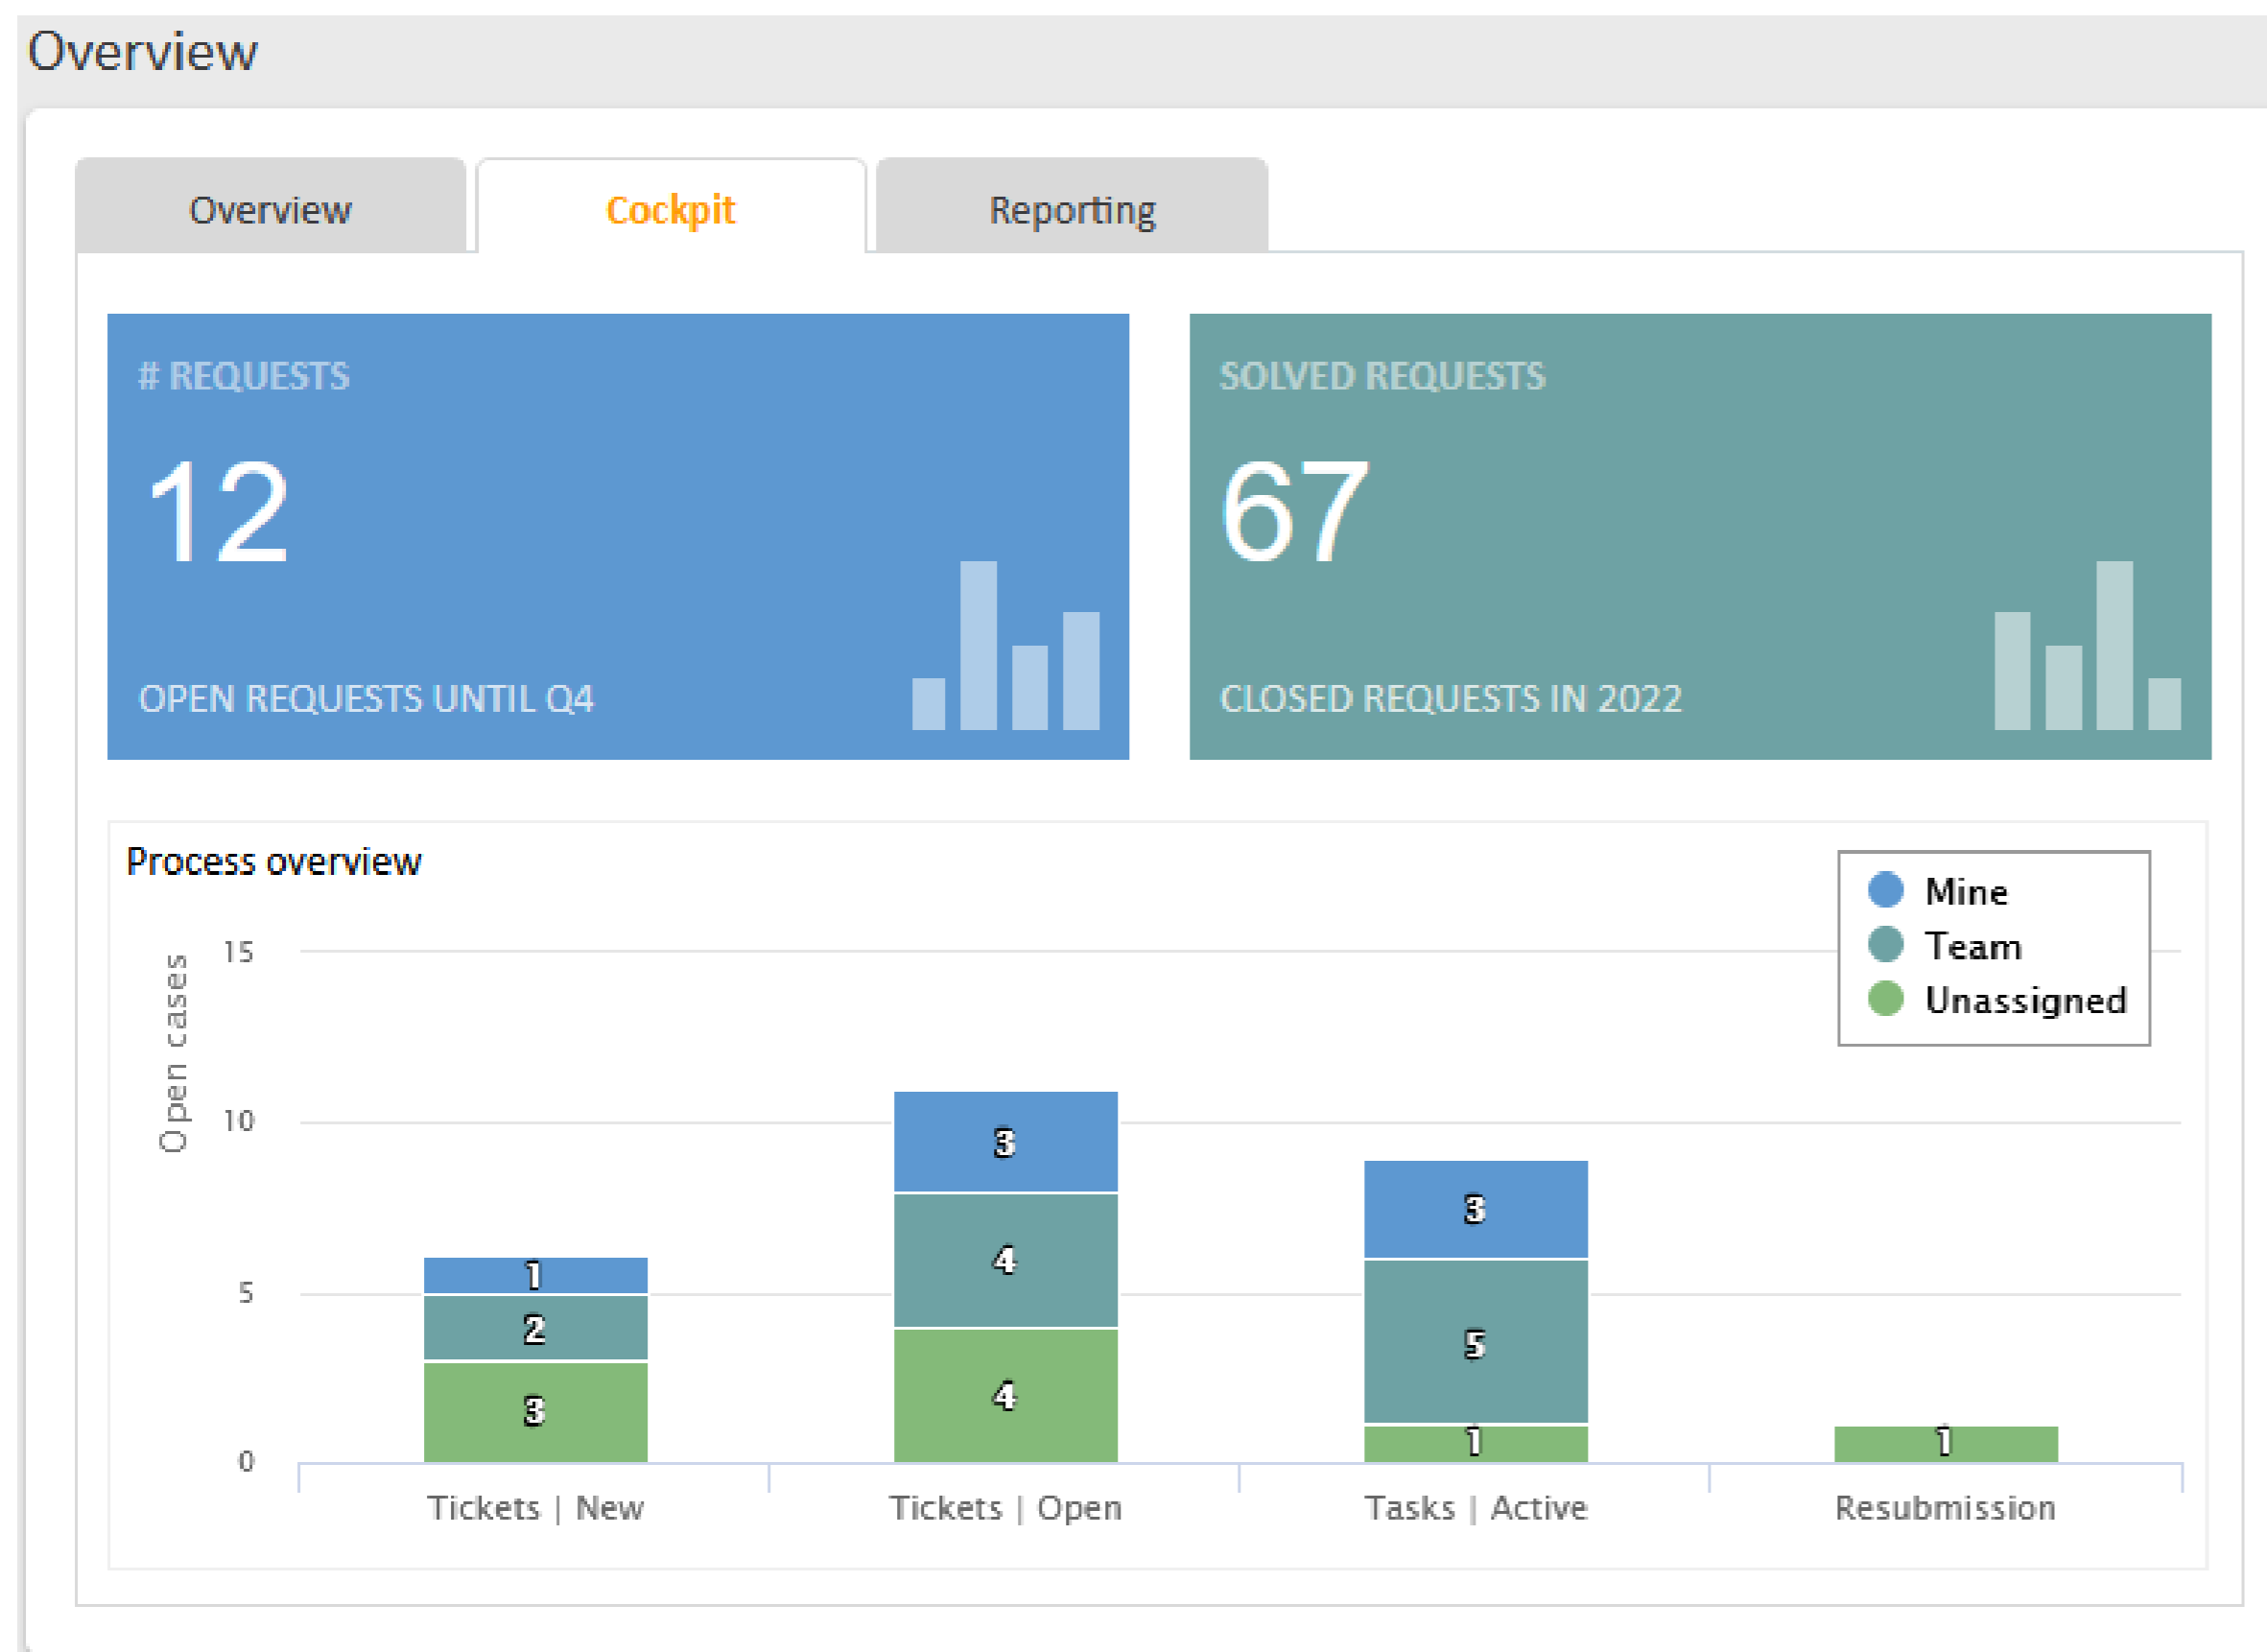 Overview
Overview
Cockpit
Reporting
# REQUESTS
12
OPEN REQUESTS UNTIL Q4
SOLVED REQUESTS
67
CLOSED REQUESTS IN 2022
Process overview
Mine
Team
Unassigned
Open cases
15
10
5
0
1
2
3
3
4
4
3
5
1
1
Tickets | New
Tickets | Open
Tasks | Active
Resubmission